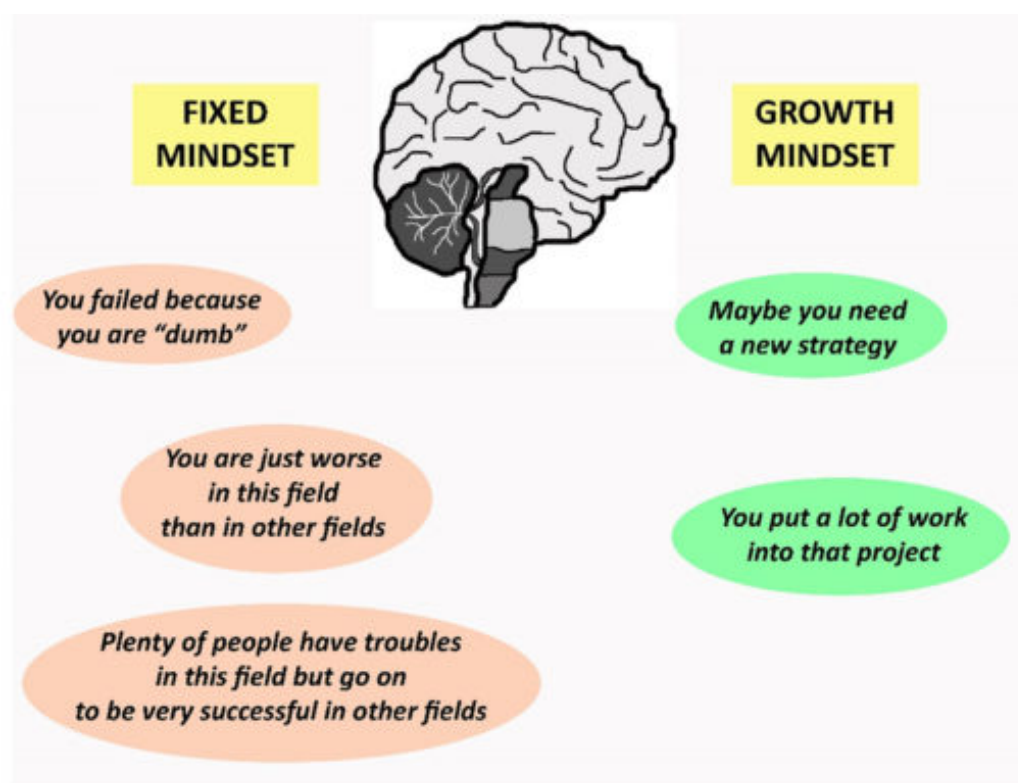 FIXED
MINDSET
GROWTH
MINDSET
You failed because
you are “dumb”
Maybe you need
a new strategy
You are just worse
in this field
than in other fields
You put a lot of work
into that project
Plenty of people have troubles
in this field but go on
to be very successful in other fields